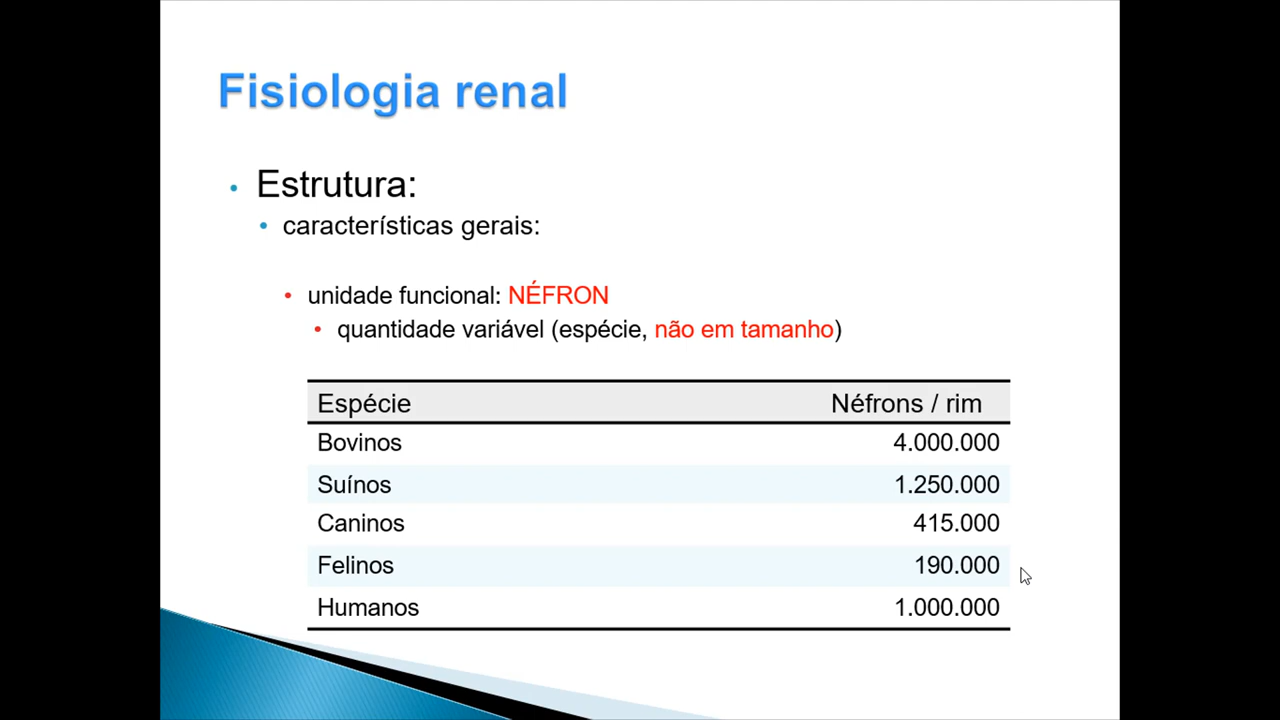 Fisiologia renal
• Estrutura:
• características gerais:
• unidade funcional: NÉFRON
• quantidade variável (espécie, não em tamanho)
Espécie Néfrons / rim
Bovinos 4.000.000
Suínos 1.250.000
Caninos 415.000
Felinos 190.000
Humanos 1.000.000